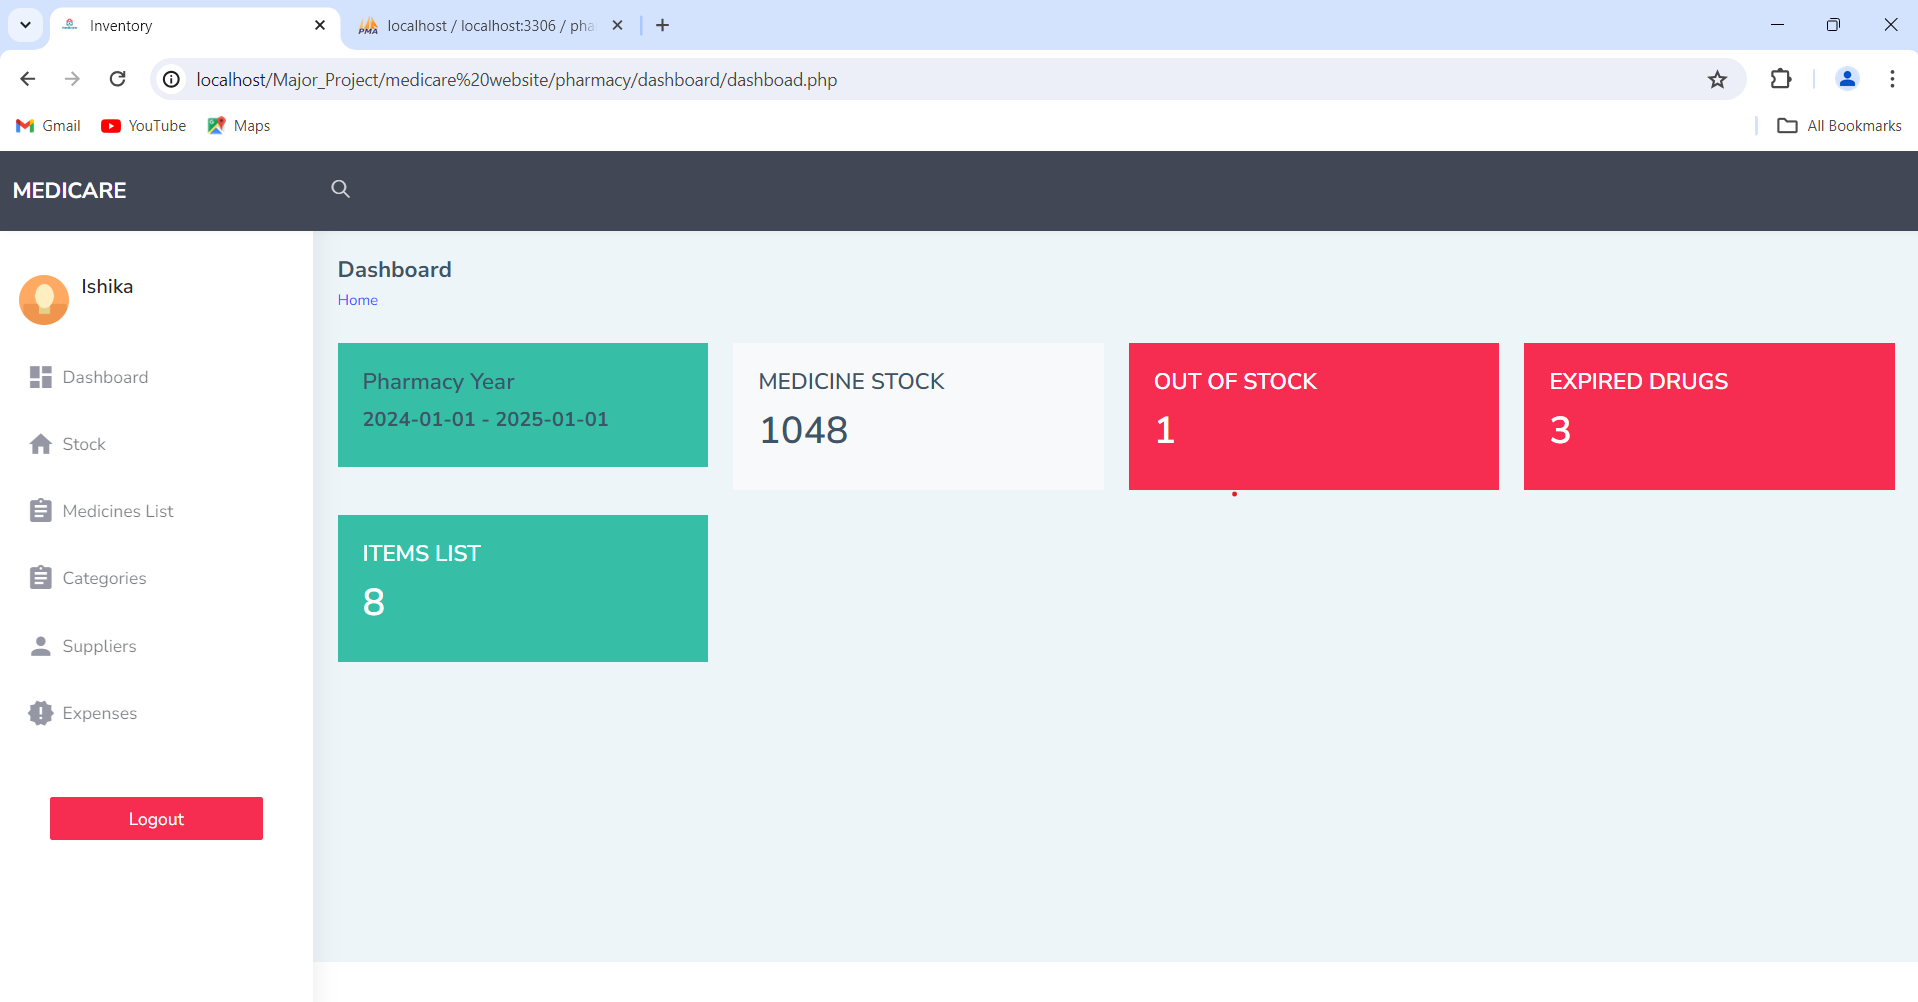 Inventory
localhost / localhost:3306 / pha
localhost/Major_Project/medicare%20website/pharmacy/dashboard/dashboad.php
Gmail
YouTube
Maps
All Bookmarks
MEDICARE
Ishika
Dashboard
Stock
Medicines List
Categories
Suppliers
Expenses
Logout
Dashboard
Home
Pharmacy Year
2024-01-01 - 2025-01-01
MEDICINE STOCK
1048
OUT OF STOCK
1
EXPIRED DRUGS
3
ITEMS LIST
8